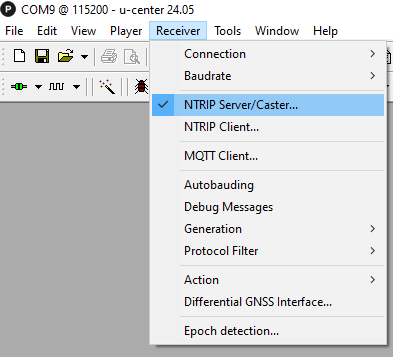 COM9 @ 115200 - u-center 24.05
File Edit View Player Receiver Tools Window Help
Connection
Baudrate
NTRIP Server/Caster...
NTRIP Client...
MQTT Client...
Autobauding
Debug Messages
Generation
Protocol Filter
Action
Differential GNSS Interface...
Epoch detection...